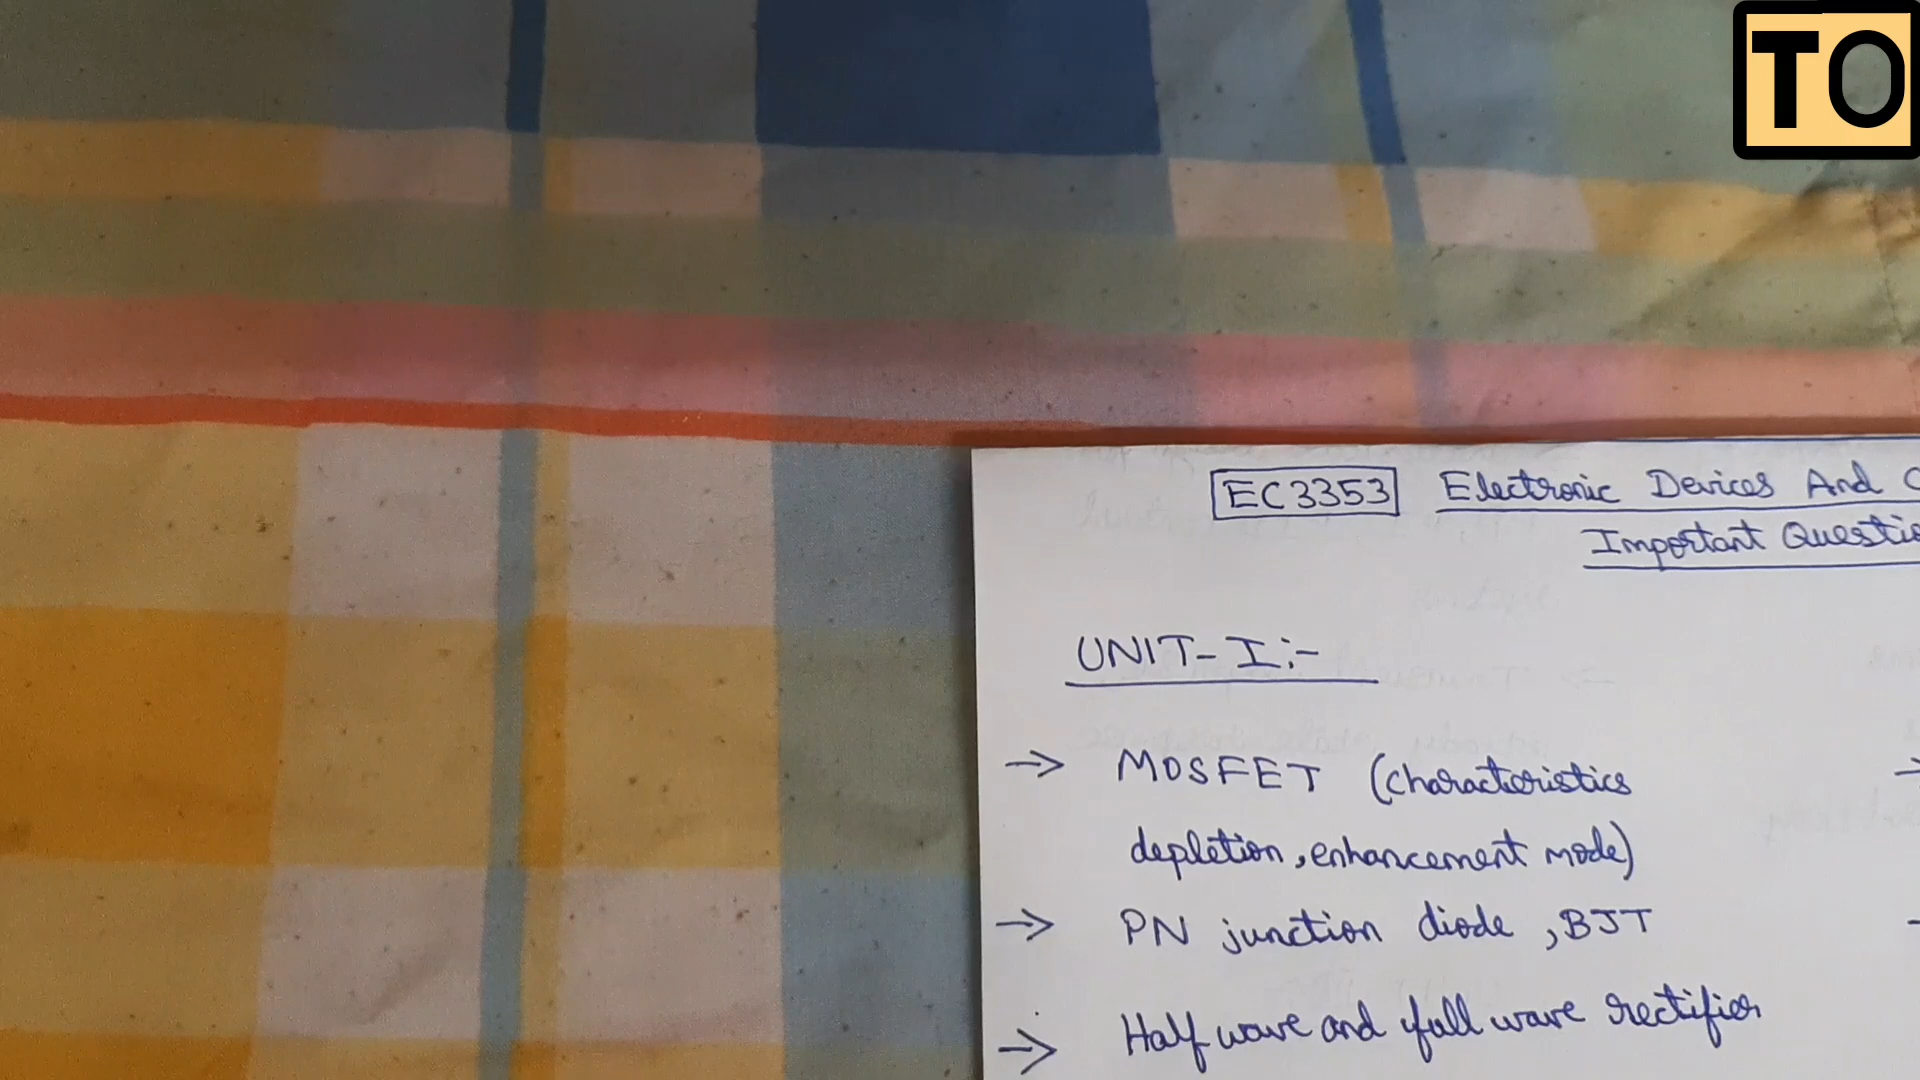 TO
EC3353 Electronic Devices And
Important
UNIT-I:-
→ MOSFET (characteristics
depletion, enhancement mode)
→ PN junction diode, BJT
→ Half wave and full wave rectifier